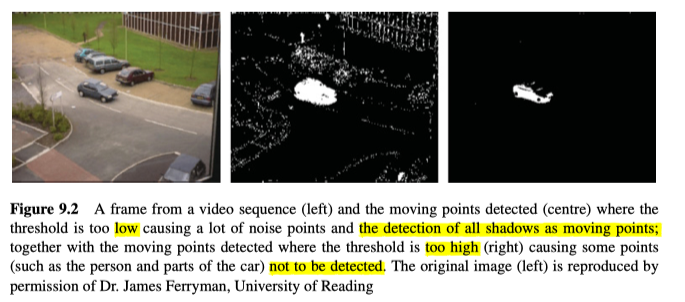 Figure 9.2 A frame from a video sequence (left) and the moving points detected (centre) where the
threshold is too low causing a lot of noise points and the detection of all shadows as moving points;
together with the moving points detected where the threshold is too high (right) causing some points
(such as the person and parts of the car) not to be detected. The original image (left) is reproduced by
permission of Dr. James Ferryman, University of Reading